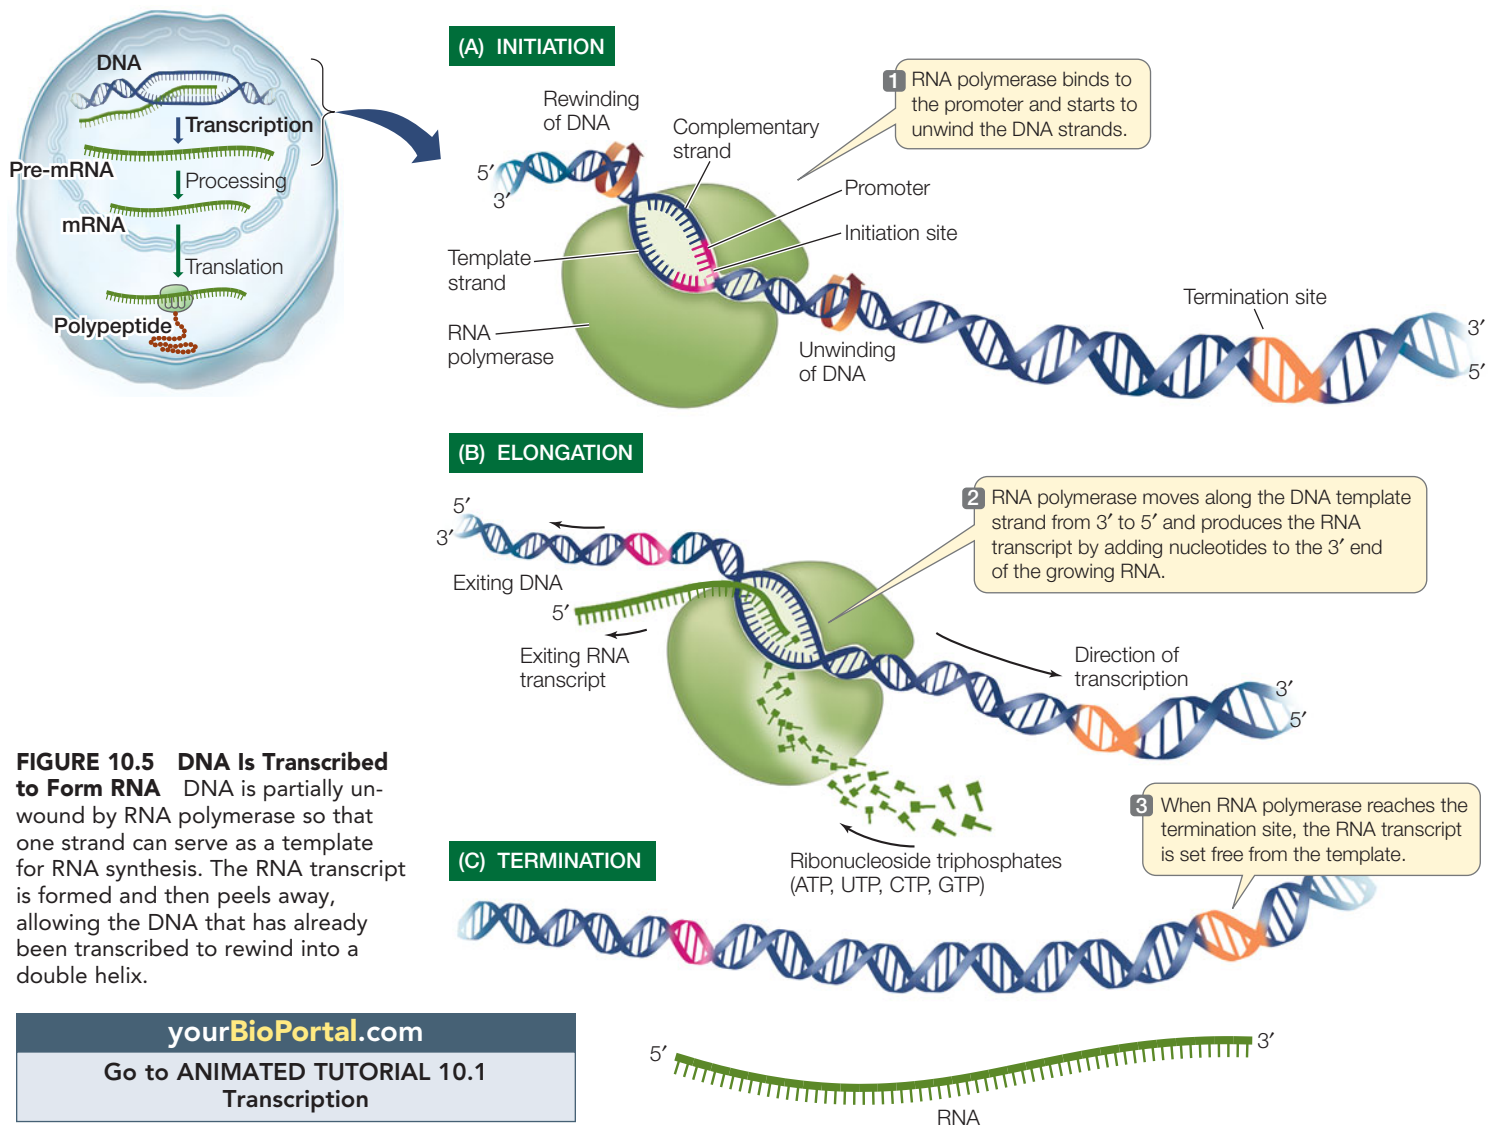 DNA
Transcription
Pre-mRNA
Processing
mRNA
Translation
Polypeptide
(A) INITIATION
1 RNA polymerase binds to
the promoter and starts to
unwind the DNA strands.
Rewinding
of DNA
Complementary
strand
5′
3′
Promoter
Initiation site
Template
strand
RNA
polymerase
Unwinding
of DNA
Termination site
3′
5′
(B) ELONGATION
2 RNA polymerase moves along the DNA template
strand from 3′ to 5′ and produces the RNA
transcript by adding nucleotides to the 3′ end
of the growing RNA.
5′
3′
Exiting DNA
5′
Exiting RNA
transcript
Direction of
transcription
3′
5′
Ribonucleoside triphosphates
(ATP, UTP, CTP, GTP)
FIGURE 10.5 DNA Is Transcribed
to Form RNA DNA is partially un-
wound by RNA polymerase so that
one strand can serve as a template
for RNA synthesis. The RNA transcript
is formed and then peels away,
allowing the DNA that has already
been transcribed to rewind into a
double helix.
(C) TERMINATION
3 When RNA polymerase reaches the
termination site, the RNA transcript
is set free from the template.
5′
3′
RNA
yourBioPortal.com
Go to ANIMATED TUTORIAL 10.1
Transcription